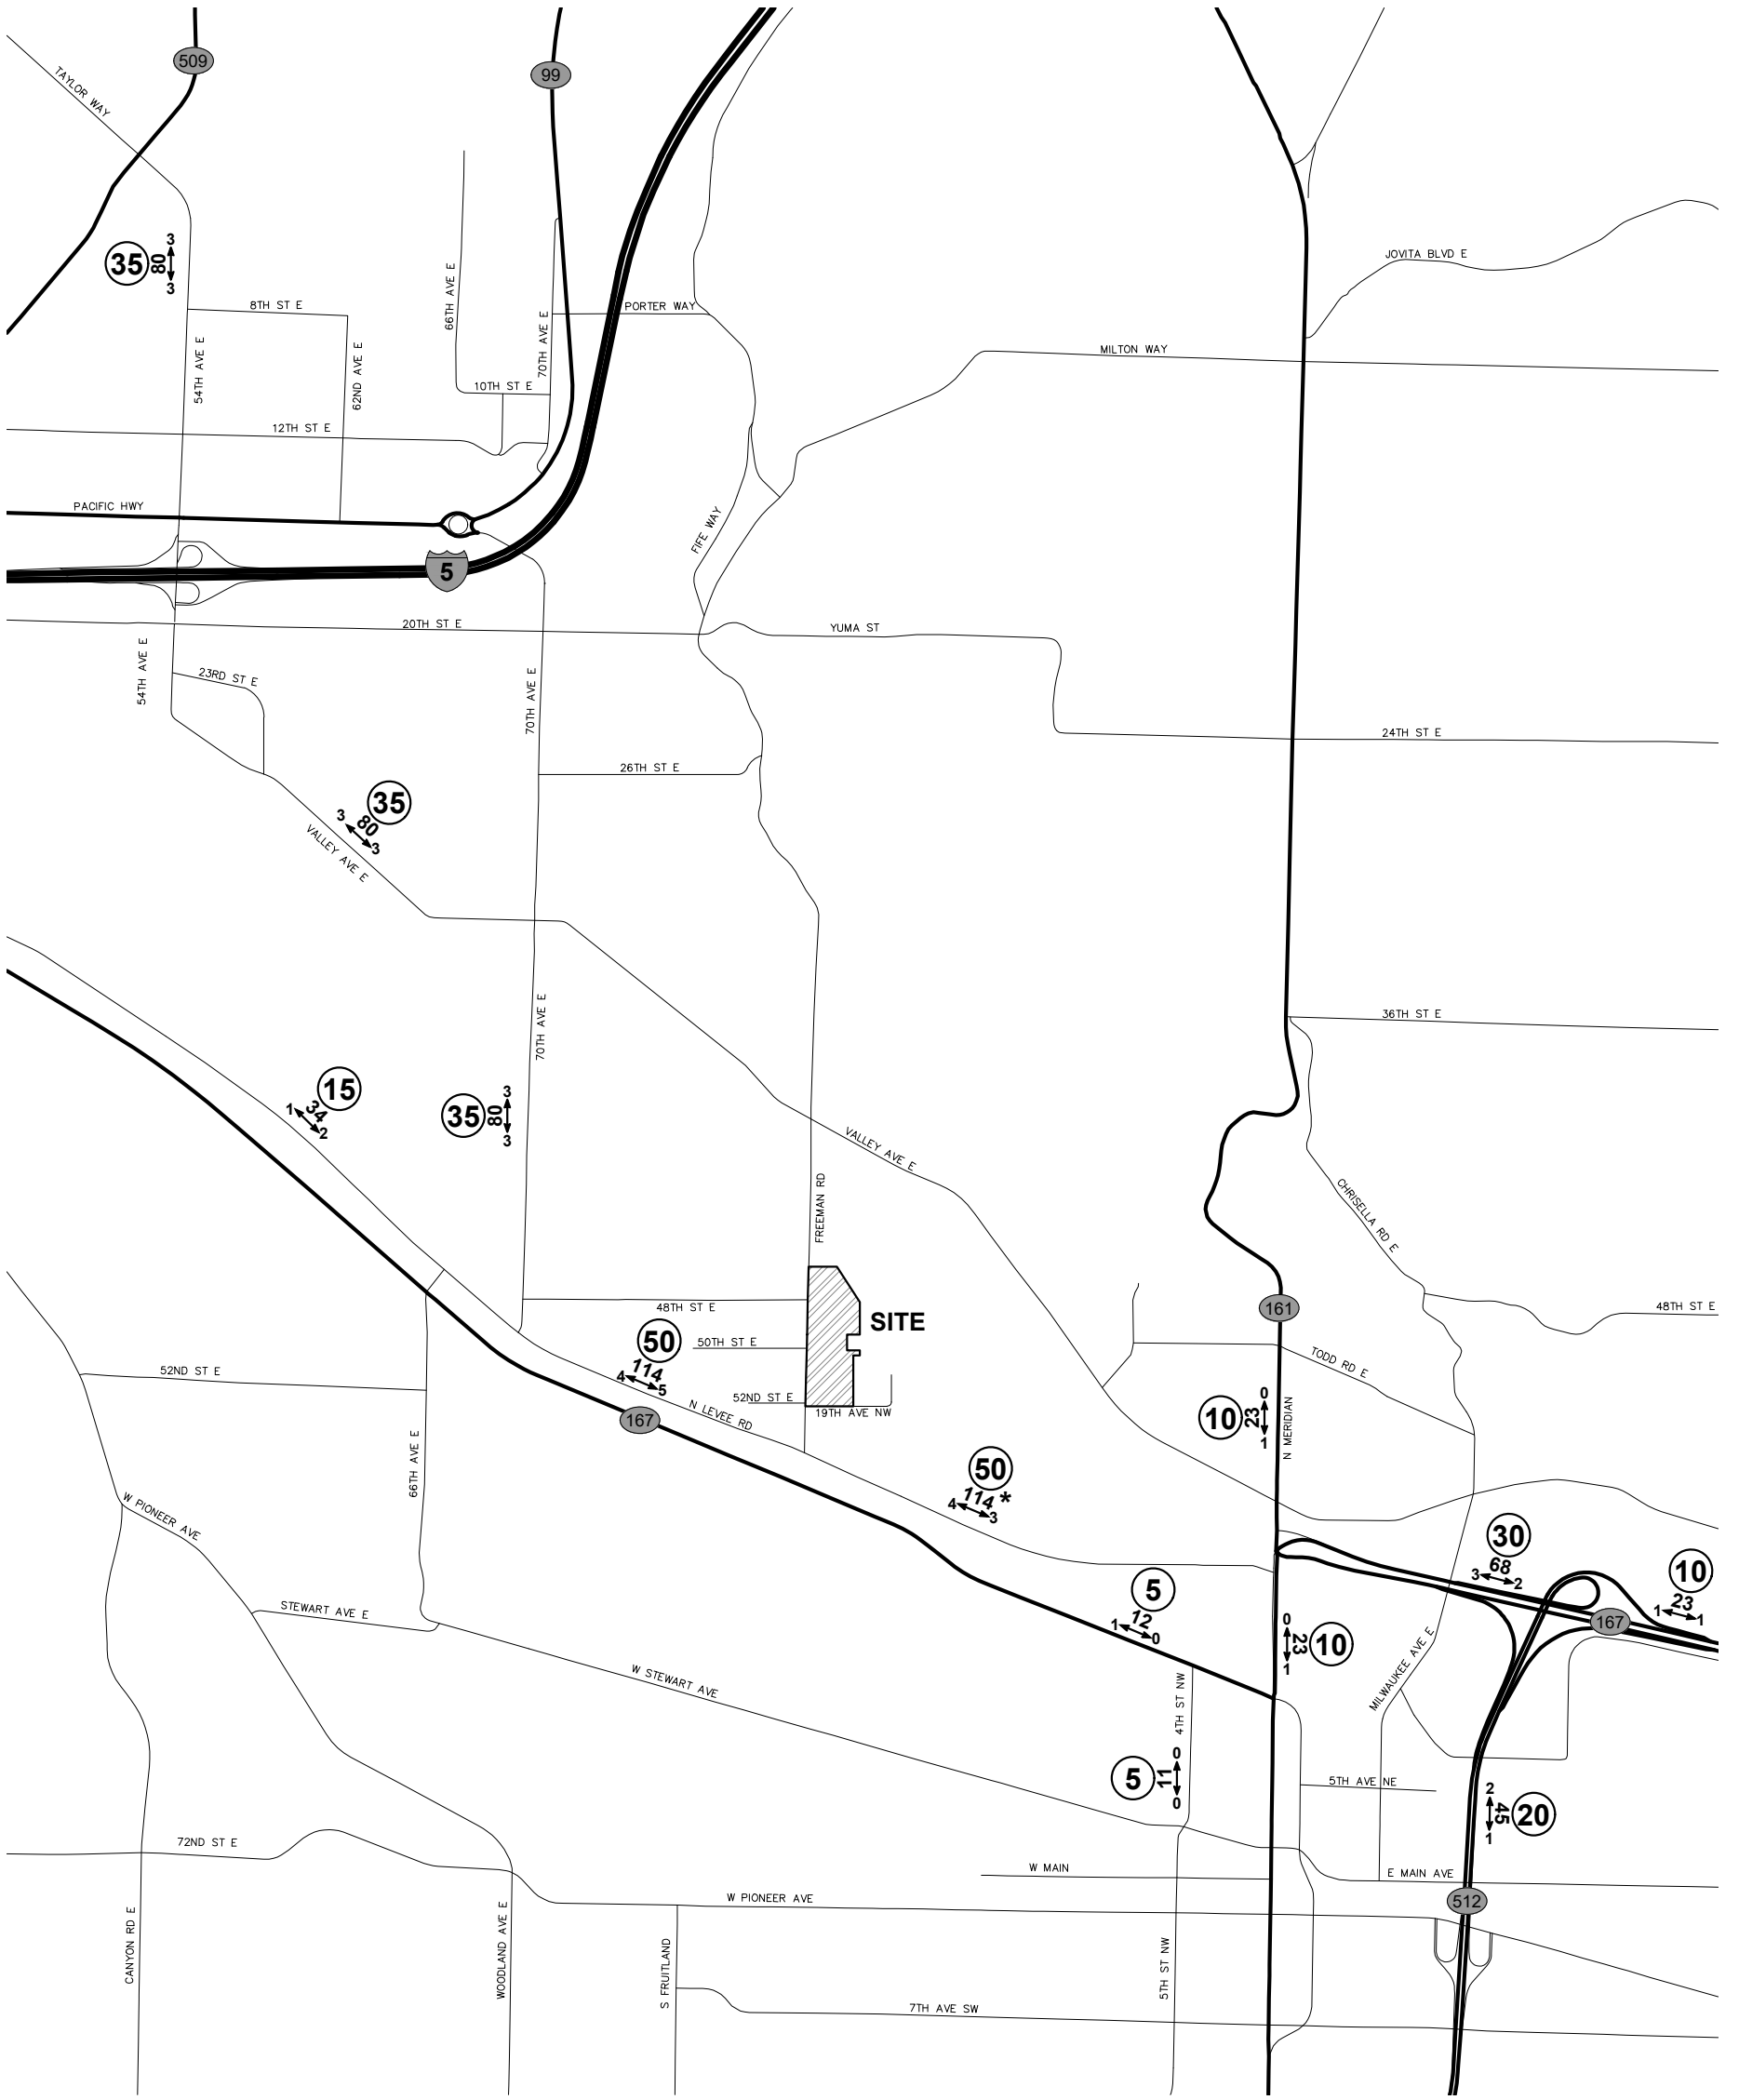 509
99
TAYLOR WAY
3
35
80
3
JOVITA BLVD E
66TH AVE E
8TH ST E
PORTER WAY
70TH AVE E
54TH AVE E
62ND AVE E
MILTON WAY
10TH ST E
12TH ST E
PACIFIC HWY
FIFE WAY
5
20TH ST E
YUMA ST
54TH AVE E
23RD ST E
70TH AVE E
24TH ST E
26TH ST E
35
3
80
3
VALLEY AVE E
70TH AVE E
36TH ST E
15
1
34
2
3
35
80
3
VALLEY AVE E
FREEMAN RD
CHRISELLA RD E
48TH ST E
161
48TH ST E
SITE
50
50TH ST E
4
114
5
52ND ST E
TODD RD E
52ND ST E
19TH AVE NW
N LEVEE RD
167
0
10
23
1
N MERIDIAN
66TH AVE E
50
4
114 *
3
W PIONEER AVE
30
3
68
2
10
1
23
1
5
1
12
0
STEWART AVE E
167
0
23
10
1
MILWAUKEE AVE E
W STEWART AVE
4TH ST NW
0
5
11
0
5TH AVE NE
2
45
20
1
72ND ST E
W MAIN
E MAIN AVE
W PIONEER AVE
512
CANYON RD E
WOODLAND AVE E
S FRUITLAND
5TH ST NW
7TH AVE SW